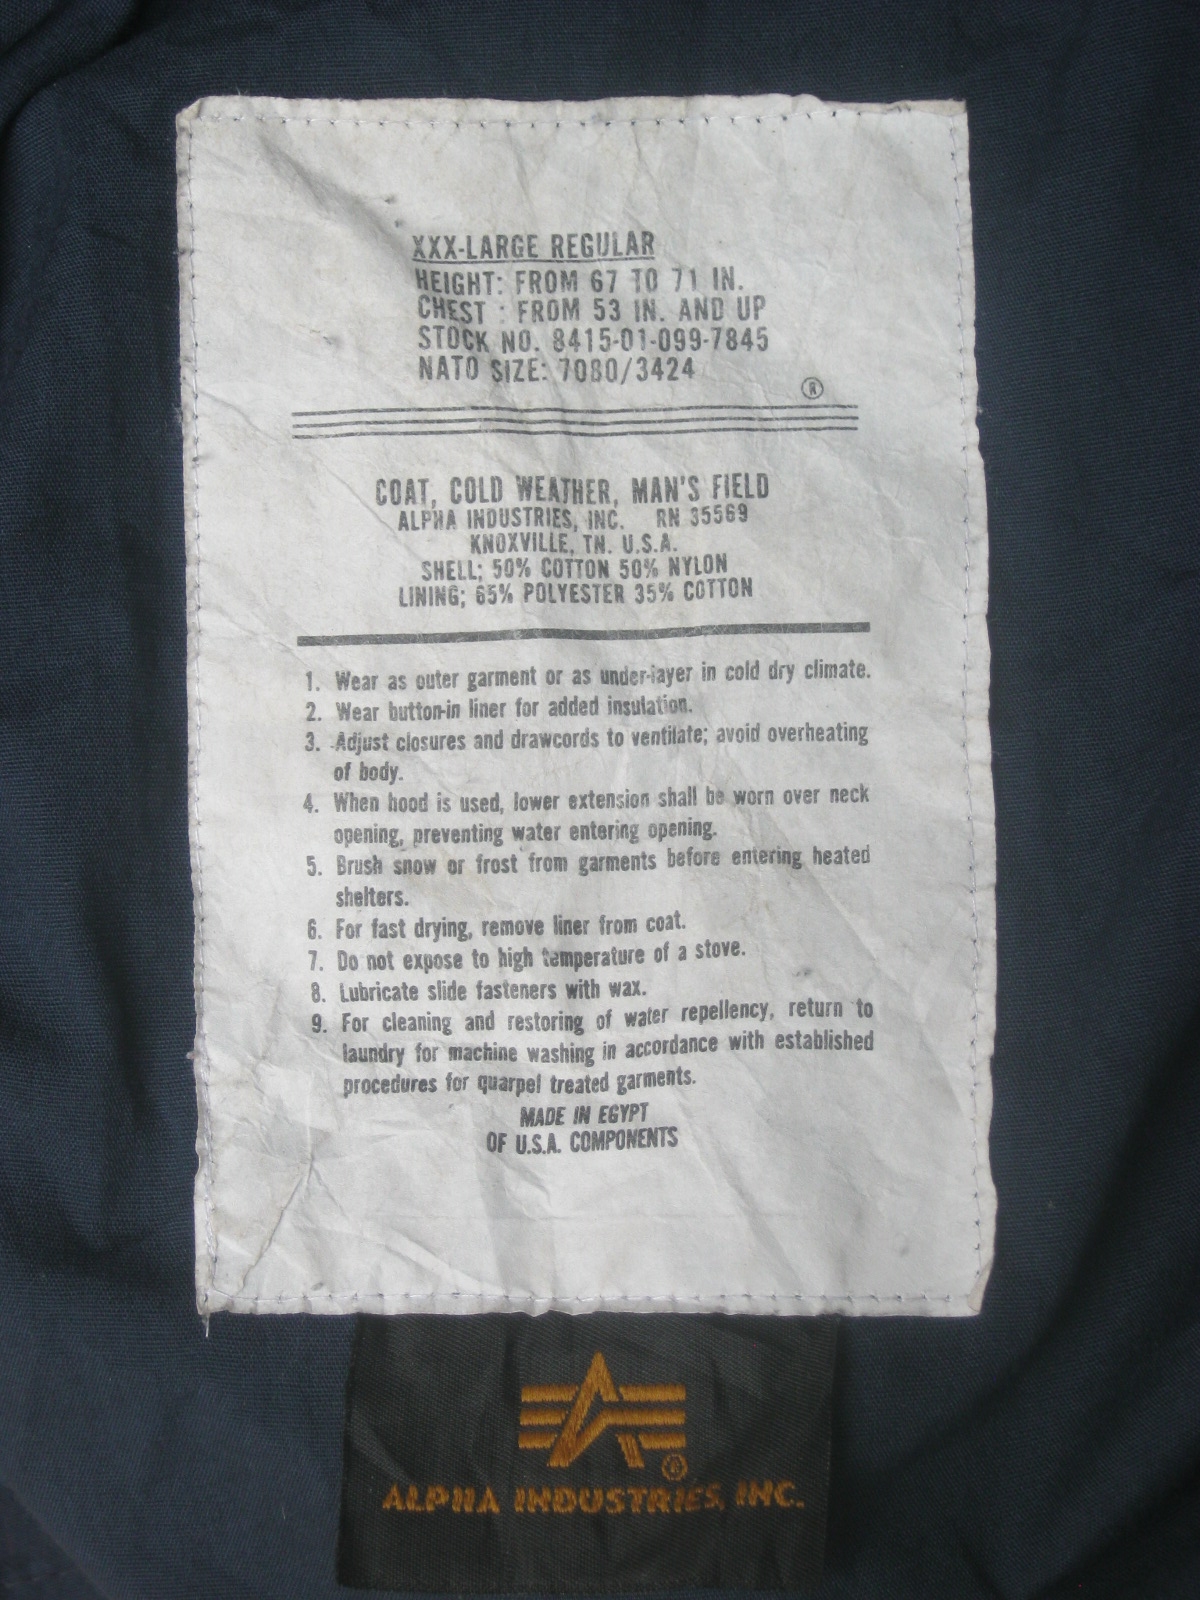 XXX-LARGE REGULAR
HEIGHT: FROM 67 TO 71 IN.
CHEST : FROM 53 IN. AND UP
STOCK NO. 8415-01-099-7845
NATO SIZE: 7080/3424
®
COAT, COLD WEATHER, MAN'S FIELD
ALPHA INDUSTRIES, INC. RN 35569
KNOXVILLE, TN. U.S.A.
SHELL; 50% COTTON 50% NYLON
LINING; 65% POLYESTER 35% COTTON
1. Wear as outer garment or as under-layer in cold dry climate.
2. Wear button-in liner for added insulation.
3. Adjust closures and drawcords to ventilate; avoid overheating
of body.
4. When hood is used, lower extension shall be worn over neck
opening, preventing water entering opening.
5. Brush snow or frost from garments before entering heated
shelters.
6. For fast drying, remove liner from coat.
7. Do not expose to high temperature of a stove.
8. Lubricate slide fasteners with wax.
9. For cleaning and restoring of water repellency, return to
laundry for machine washing in accordance with established
procedures for quarpel treated garments.
MADE IN EGYPT
OF U.S.A. COMPONENTS
®
ALPHA INDUSTRIES, INC.